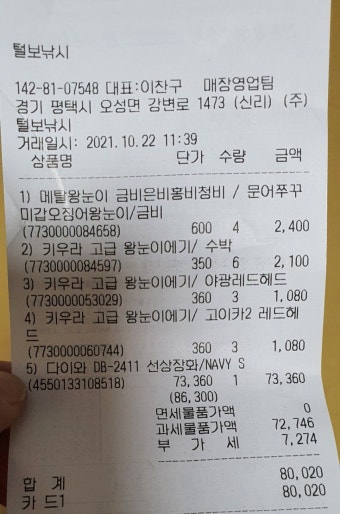 털보낚시
142-81-07548 대표:이찬구 매장영업팀
경기 평택시 오성면 강변로 1473 (신리) (주)
털보낚시
거래일시: 2021.10.22 11:39
상품명 단가 수량 금액
1) 메탈왕눈이 금비은비홍비청비 / 문어쭈꾸
미갑오징어왕눈이/금비
(7730000084658) 600 4 2,400
2) 키우라 고급 왕눈이에기/ 수박
(7730000084597) 350 6 2,100
3) 키우라 고급 왕눈이에기/ 야광레드헤드
(7730000053029) 360 3 1,080
4) 키우라 고급 왕눈이에기/ 고이카2 레드헤
드
(7730000060744) 360 3 1,080
5) 다이와 DB-2411 선상장화/NAVY S
(4550133108518) 73,360 1 73,360
(86,300)
면세물품가액 0
과세물품가액 72,746
부 가 세 7,274
합 계 80,020
카 드1 80,020